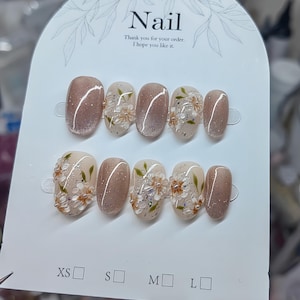 Nail
Thank you for your order.
I hope you like it.
XS☐ S☐ M☐ L☐